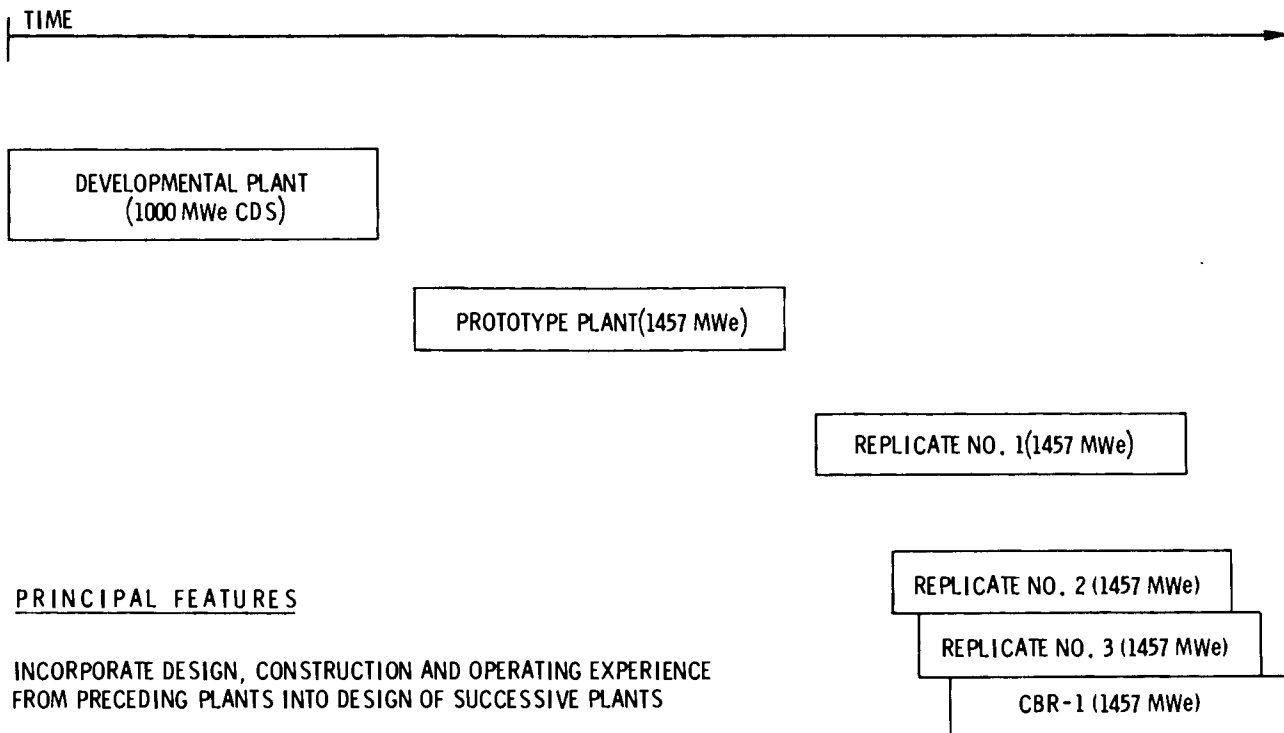 TIME
DEVELOPMENTAL PLANT
(1000 MWe CDS)
PROTOTYPE PLANT(1457 MWe)
REPLICATE NO. 1(1457 MWe)
REPLICATE NO. 2 (1457 MWe)
REPLICATE NO. 3 (1457 MWe)
CBR-1 (1457 MWe)
PRINCIPAL FEATURES
INCORPORATE DESIGN, CONSTRUCTION AND OPERATING EXPERIENCE
FROM PRECEDING PLANTS INTO DESIGN OF SUCCESSIVE PLANTS